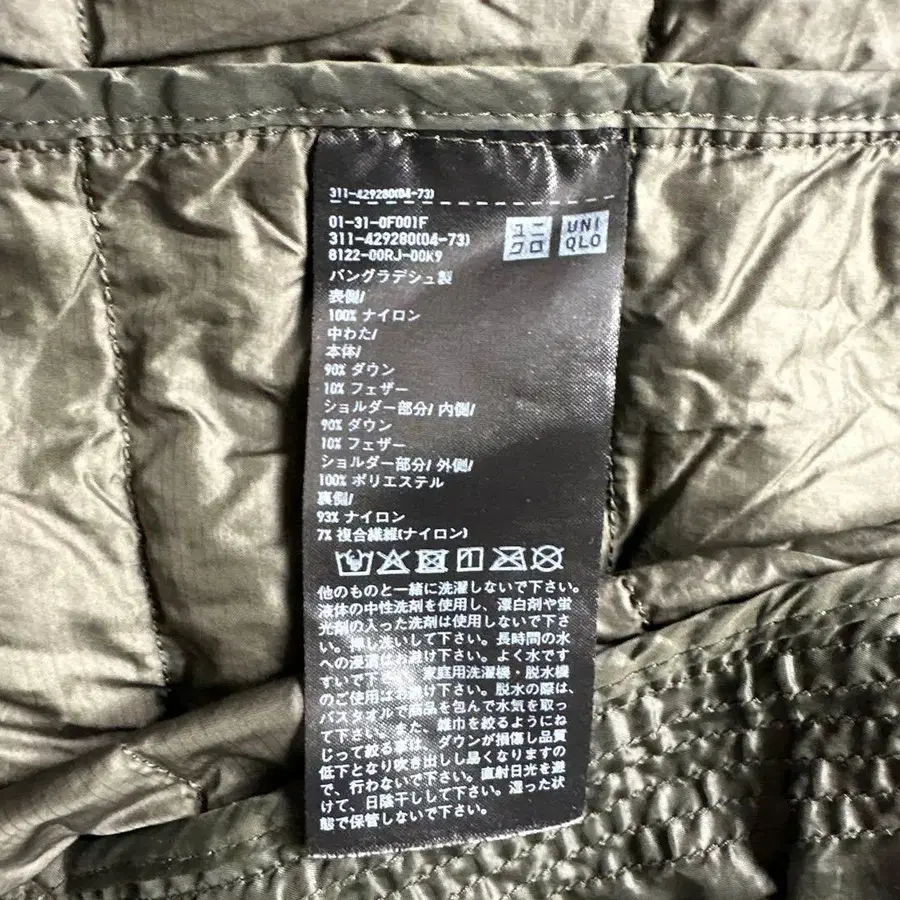 311-429280(04-73)
01-31-0F001F
311-429280(04-73)
8122-00RJ-00K9
ユニ
クロ
UNI
QLO
バングラデシュ製
表側/
100% ナイロン
中わた/
本体/
90% ダウン
10% フェザー
ショルダー部分/ 内側/
90% ダウン
10% フェザー
ショルダー部分/ 外側/
100% ポリエステル
裏側/
93% ナイロン
7% 複合繊維(ナイロン)
他のものと一緒に洗濯しないで下さい。
液体の中性洗剤を使用し、漂白剤や蛍
光剤の入った洗剤は使用しないで下さ
い。押し洗いして下さい。長時間の水
への浸漬はお避け下さい。よく水です
すいで下さい。家庭用洗濯機・脱水機
のご使用はお避け下さい。脱水の際は、
バスタオルで商品を包んで水気を取っ
て下さい。また、雑巾を絞るようにね
じって絞る事は、ダウンが損傷し品質
低下となり吹き出しし易くなりますの
で、行わないで下さい。直射日光を避
けて、日陰干しして下さい。湿った状
態で保管しないで下さい。